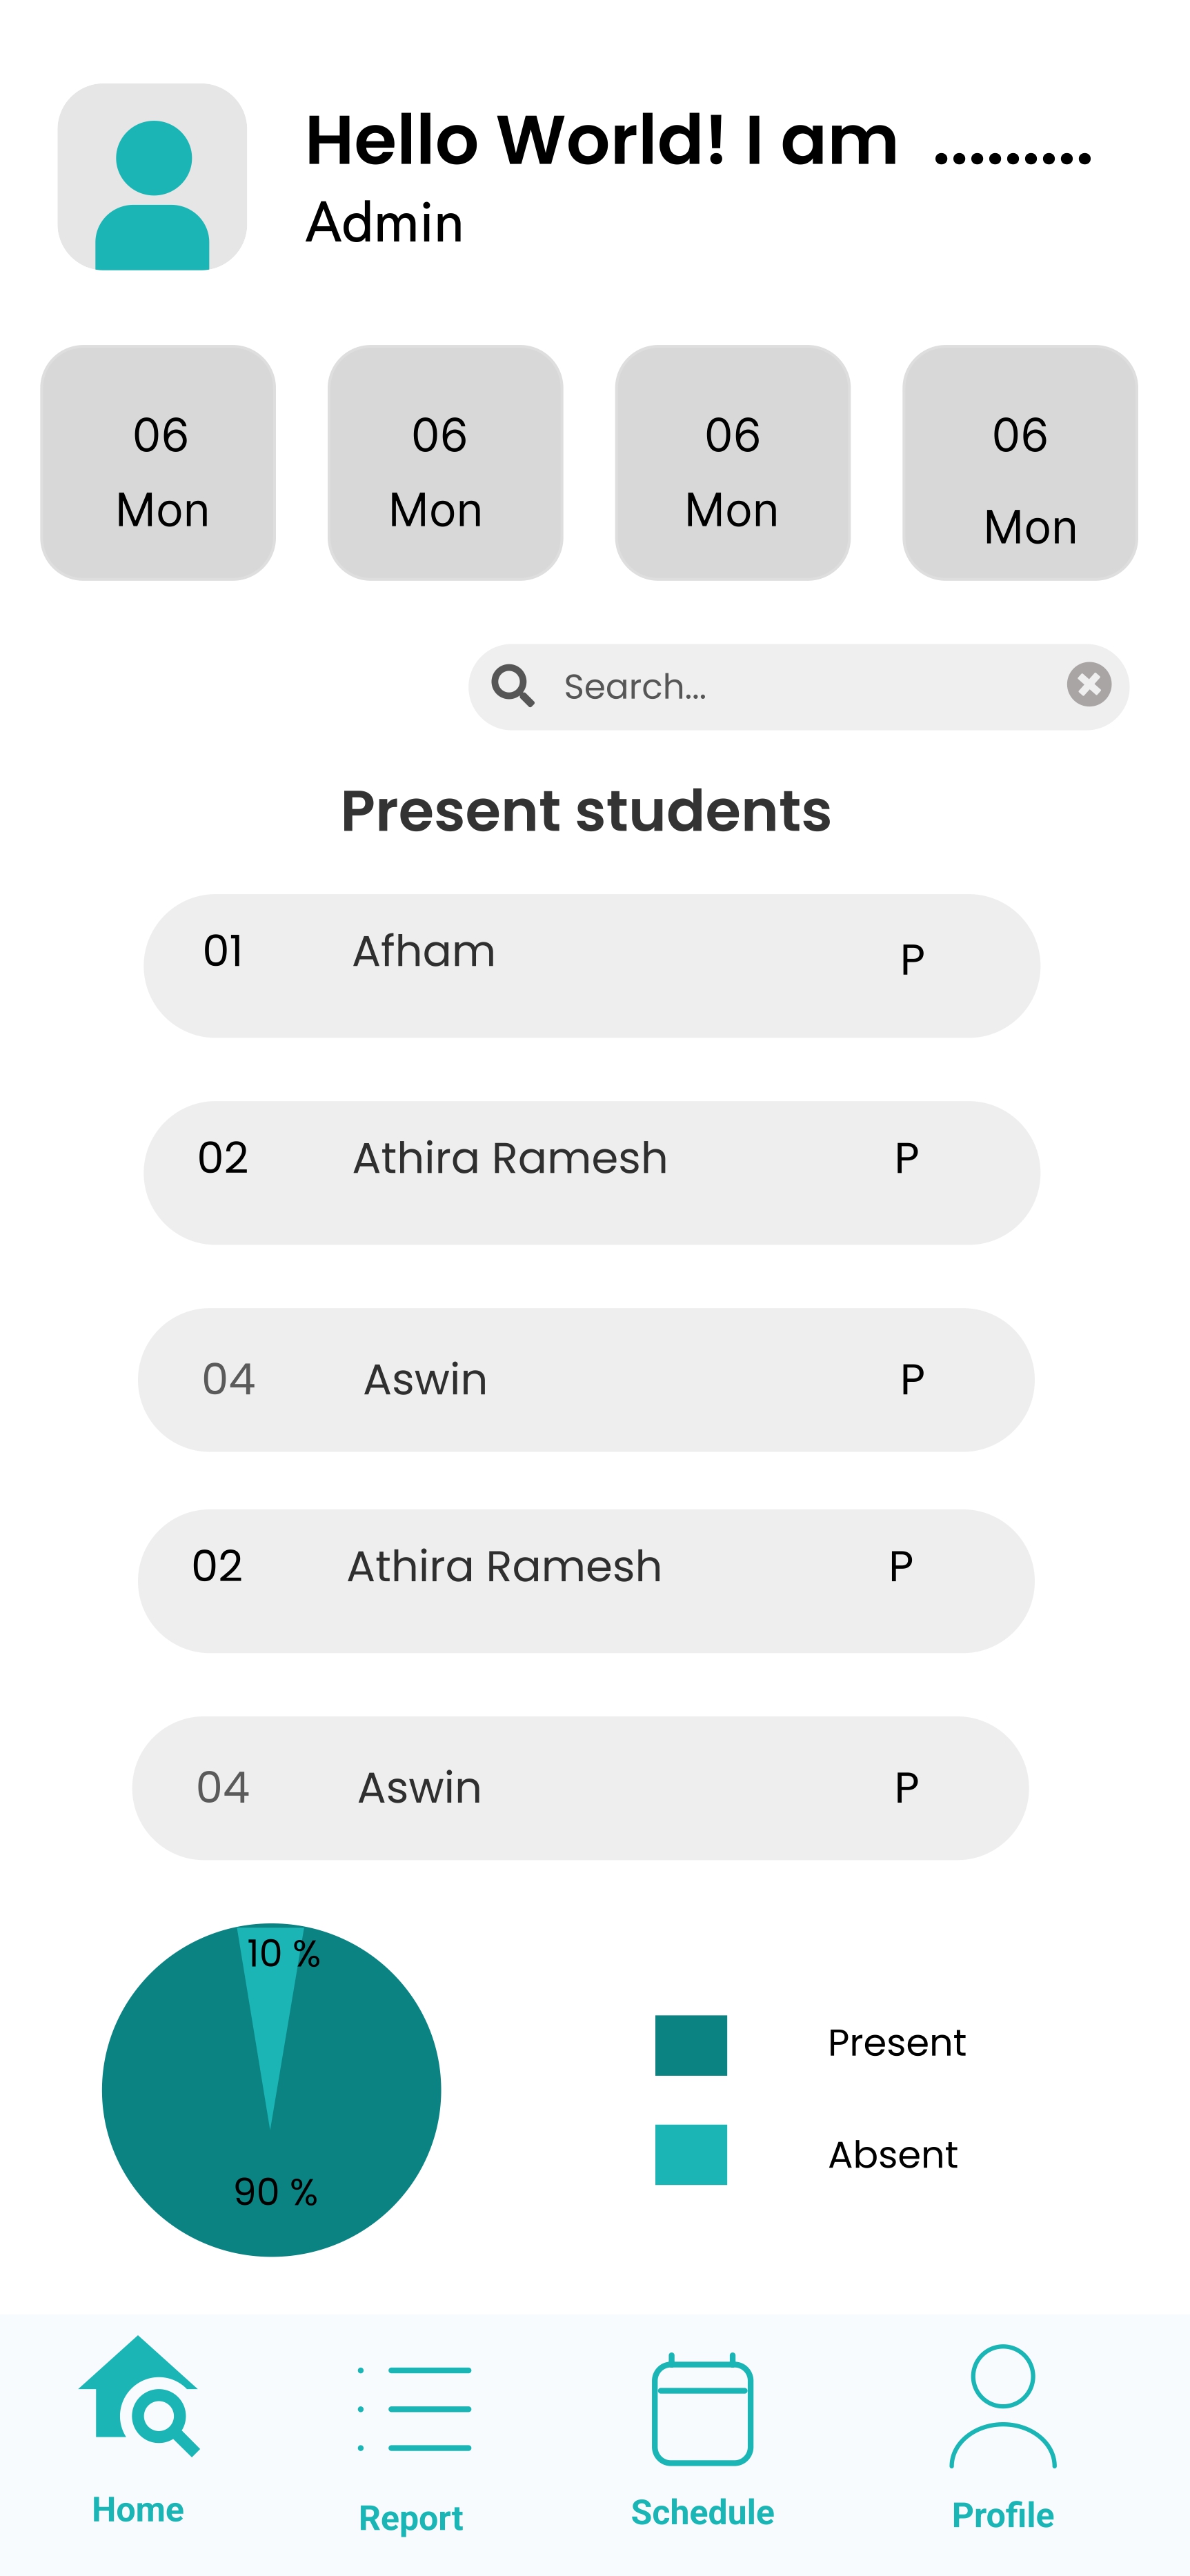 Hello World! I am .........
Admin
06 06 06 06
Mon Mon Mon Mon
Search...
Present students
01 Afham P
02 Athira Ramesh P
04 Aswin P
02 Athira Ramesh P
04 Aswin P
10 %
90 %
Present
Absent
Home Report Schedule Profile